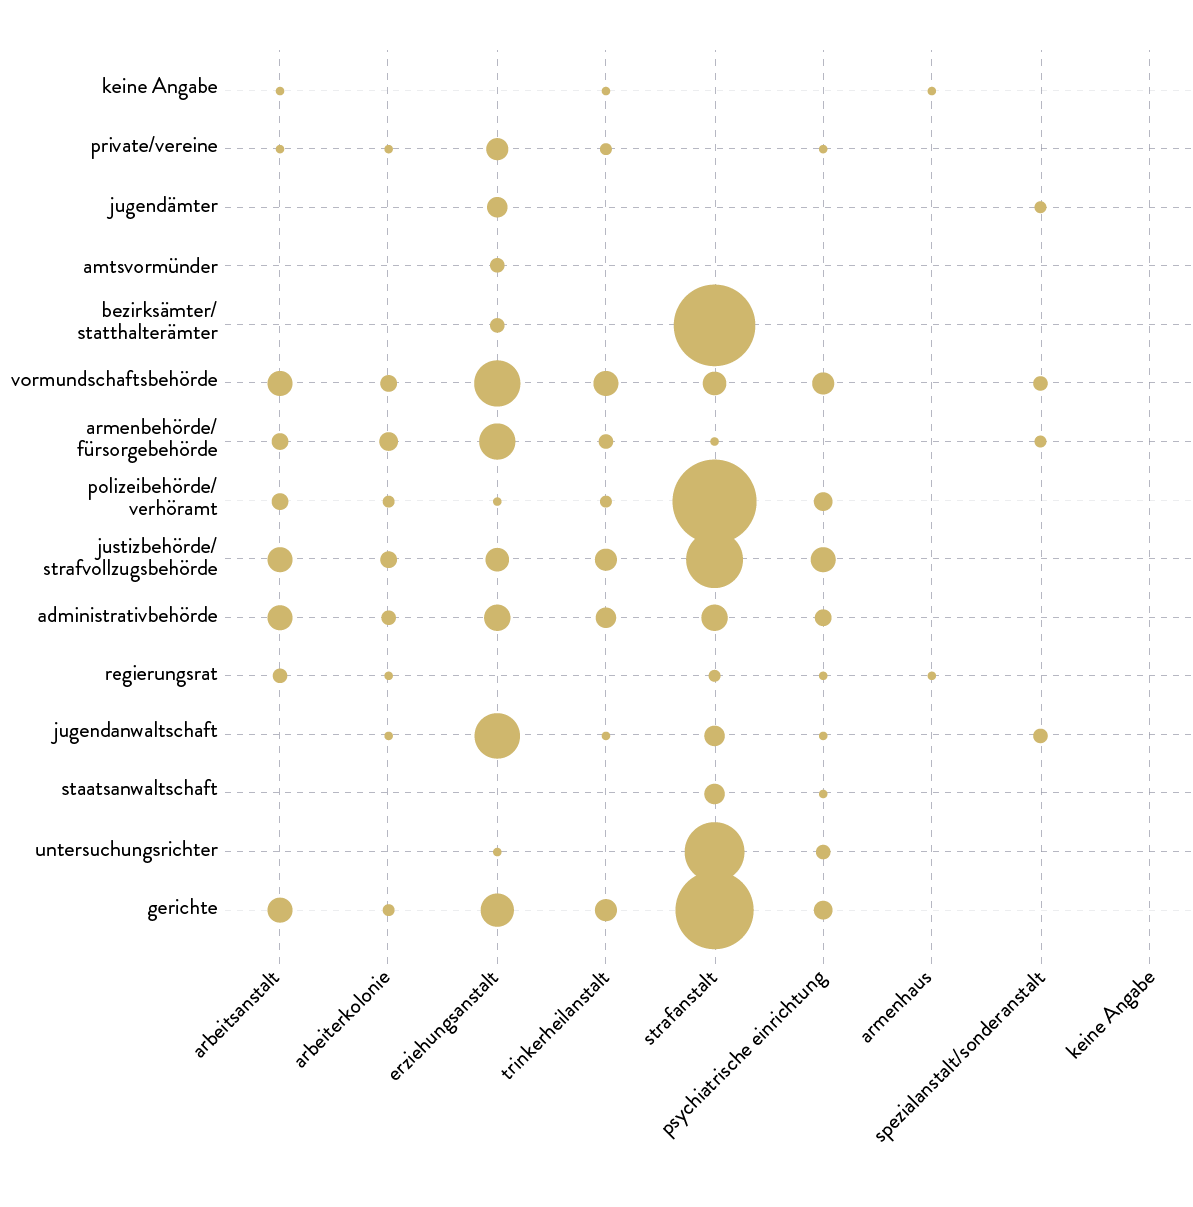 keine Angabe
private/vereine
jugendämter
amtsvormünder
bezirksämter/
statthalterämter
vormundschaftsbehörde
armenbehörde/
fürsorgebehörde
polizeibehörde/
verhöramt
justizbehörde/
strafvollzugsbehörde
administrativbehörde
regierungsrat
jugendanwaltschaft
staatsanwaltschaft
untersuchungsrichter
gerichte
arbeitsanstalt
arbeiterkolonie
erziehungsanstalt
trinkerheilanstalt
strafanstalt
psychiatrische einrichtung
armenhaus
spezialanstalt/sonderanstalt
keine Angabe